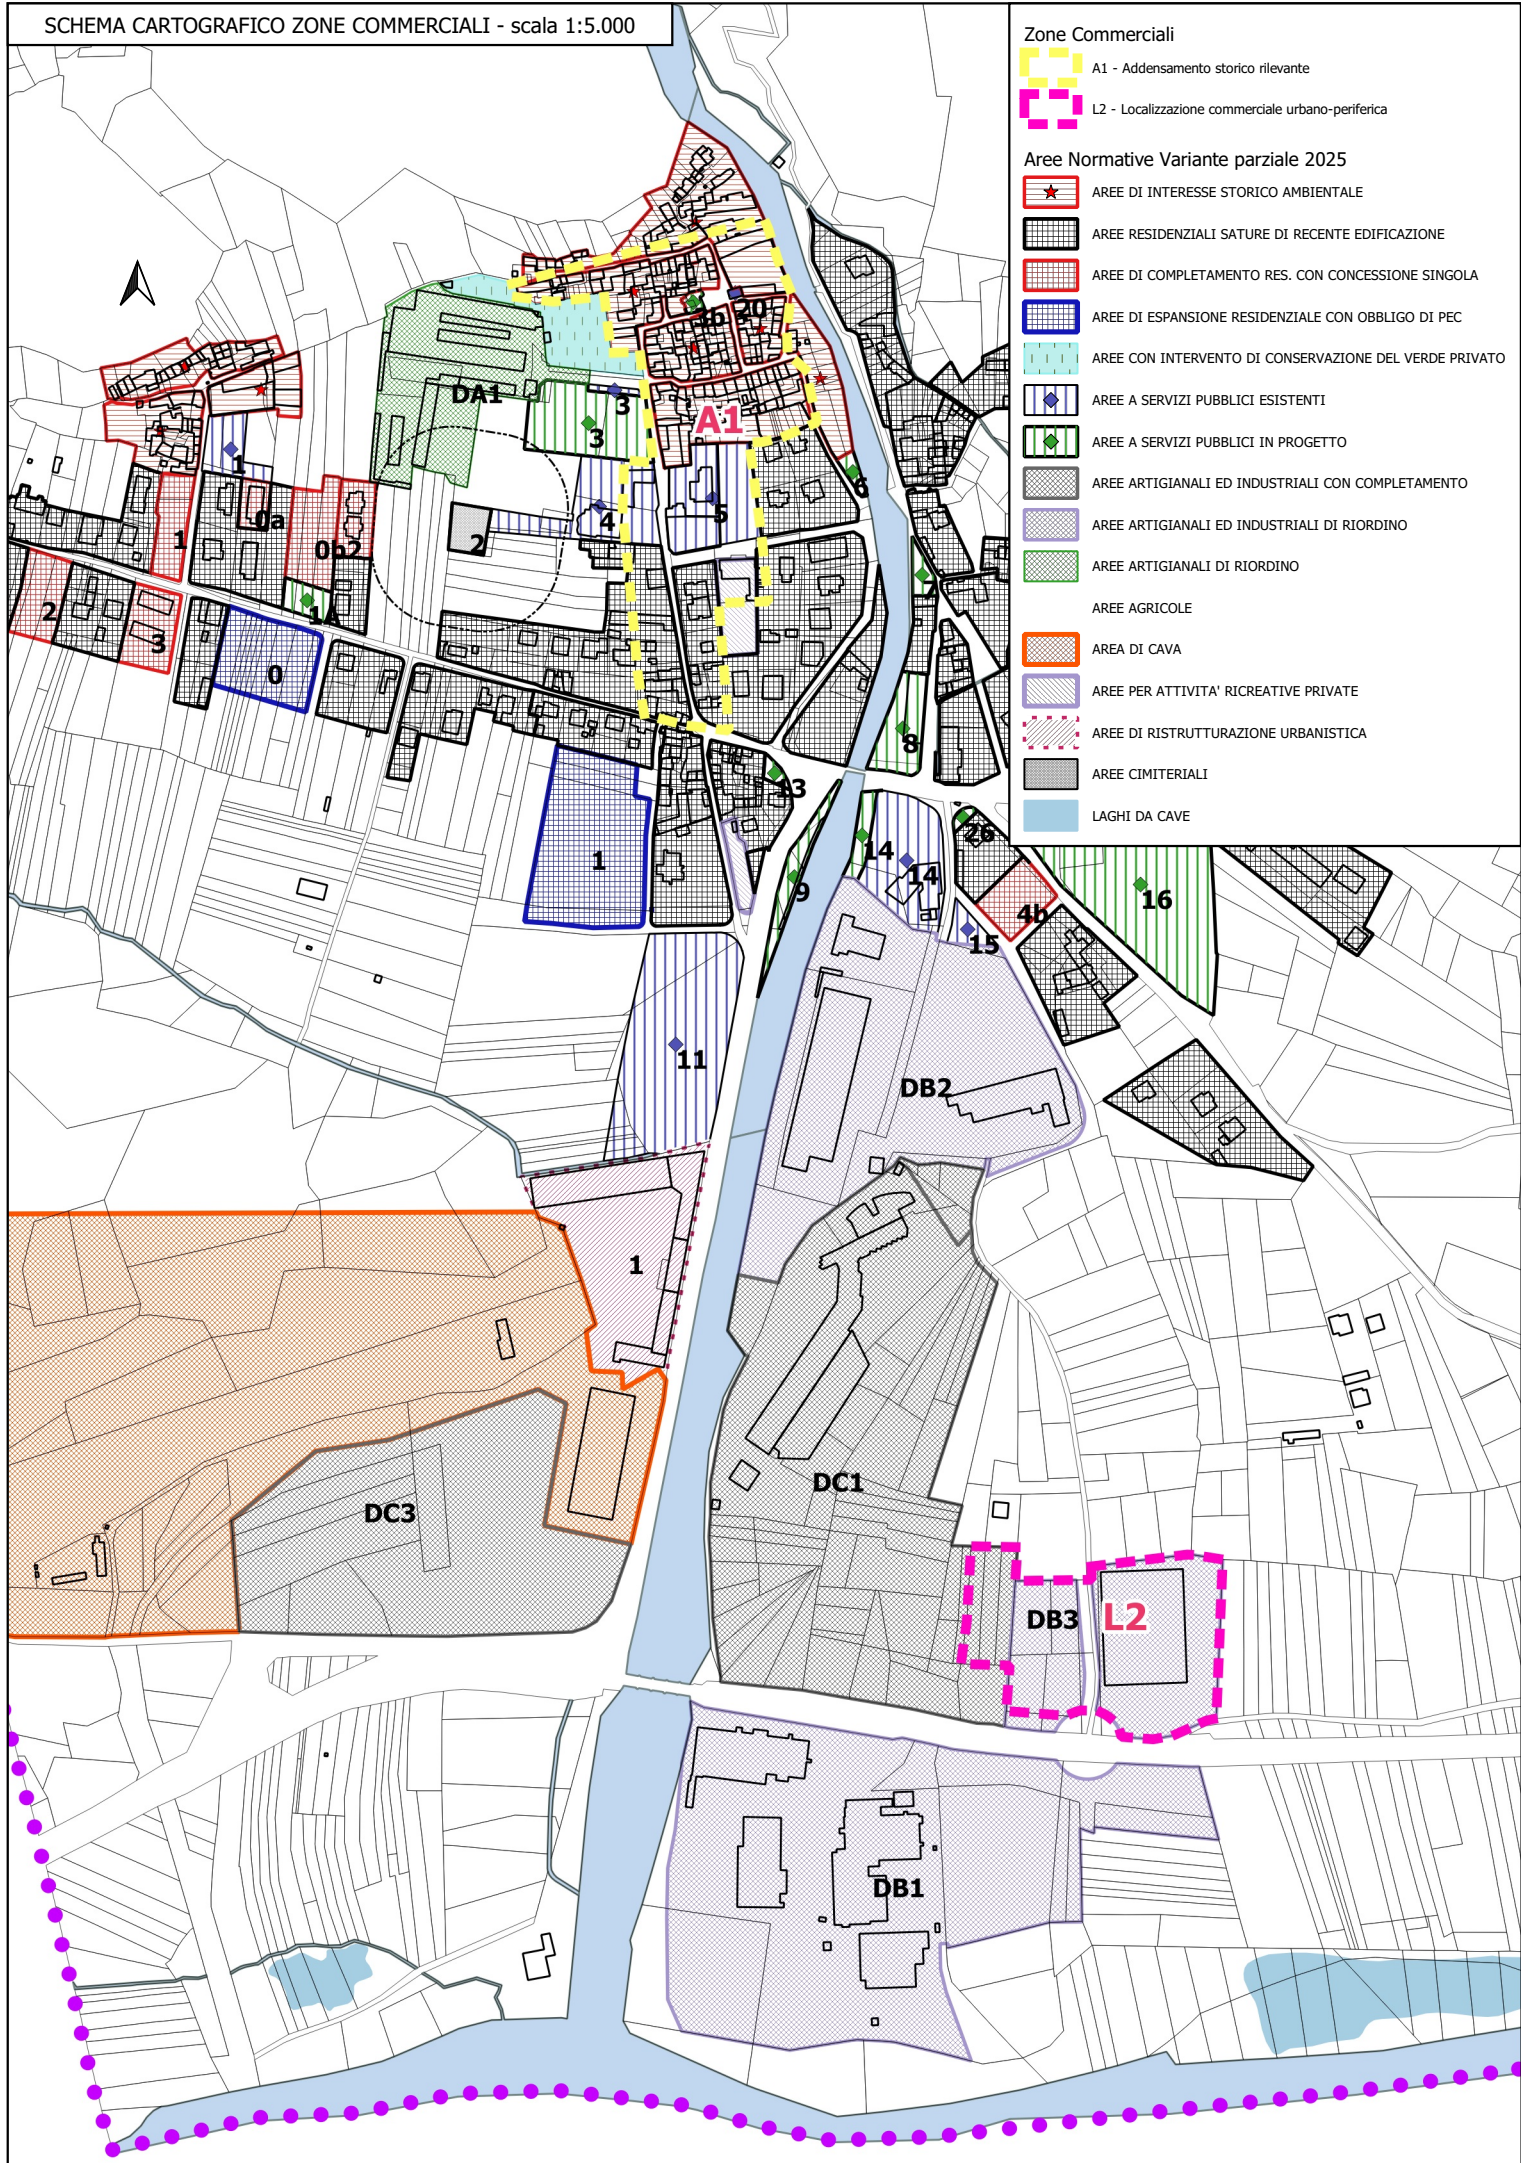 SCHEMA CARTOGRAFICO ZONE COMMERCIALI - scala 1:5.000
Zone Commerciali
A1 - Addensamento storico rilevante
L2 - Localizzazione commerciale urbano-periferica
Aree Normative Variante parziale 2025
AREE DI INTERESSE STORICO AMBIENTALE
AREE RESIDENZIALI SATURE DI RECENTE EDIFICAZIONE
AREE DI COMPLETAMENTO RES. CON CONCESSIONE SINGOLA
AREE DI ESPANSIONE RESIDENZIALE CON OBBLIGO DI PEC
AREE CON INTERVENTO DI CONSERVAZIONE DEL VERDE PRIVATO
AREE A SERVIZI PUBBLICI ESISTENTI
AREE A SERVIZI PUBBLICI IN PROGETTO
AREE ARTIGIANALI ED INDUSTRIALI CON COMPLETAMENTO
AREE ARTIGIANALI ED INDUSTRIALI DI RIORDINO
AREE ARTIGIANALI DI RIORDINO
AREE AGRICOLE
AREA DI CAVA
AREE PER ATTIVITA' RICREATIVE PRIVATE
AREE DI RISTRUTTURAZIONE URBANISTICA
AREE CIMITERIALI
LAGHI DA CAVE
20
DA1
3
A1
3
1
6
5
4
0a
1
2
0b2
7
1A
2
3
0
8
13
26
14
1
14
9
16
4b
15
11
DB2
1
DC1
DC3
L2
DB3
DB1